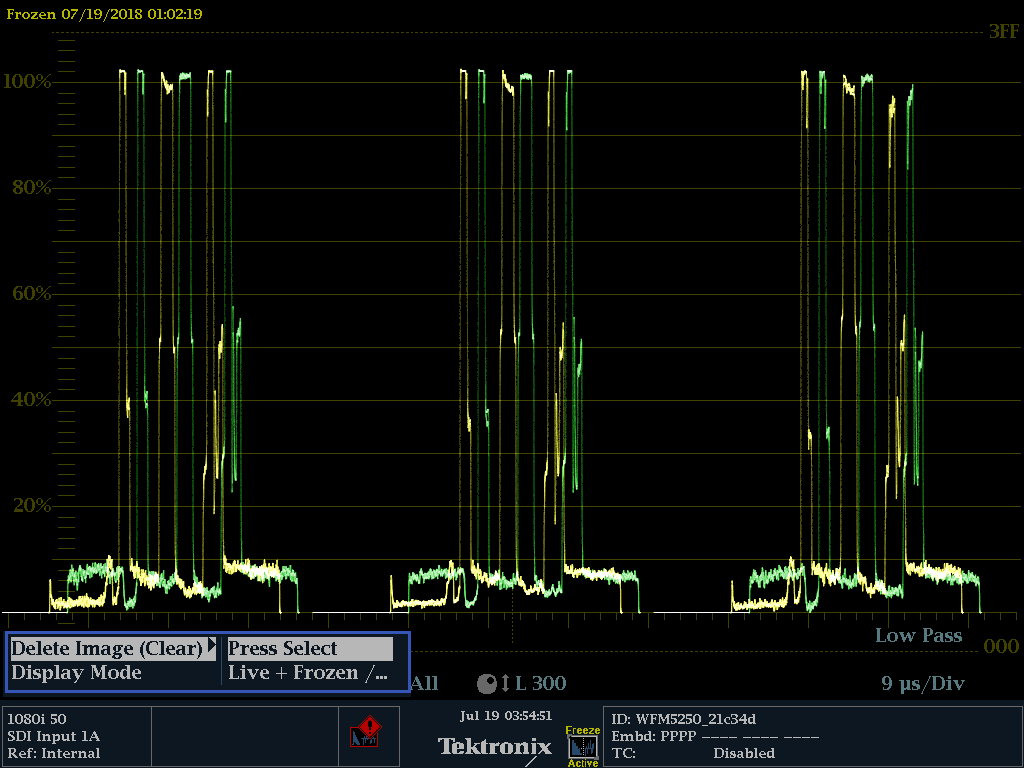 Frozen 07/19/2018 01:02:19
3FF
100%
80%
60%
40%
20%
Low Pass
000
Delete Image (Clear) Press Select
Display Mode Live + Frozen /...
All L 300 9 µs/Div
1080i 50
SDI Input 1A
Ref: Internal
Jul 19 03:54:51
Tektronix
Freeze
Active
ID: WFM5250_21c34d
Embd: PPPP ---- ---- ----
TC: Disabled